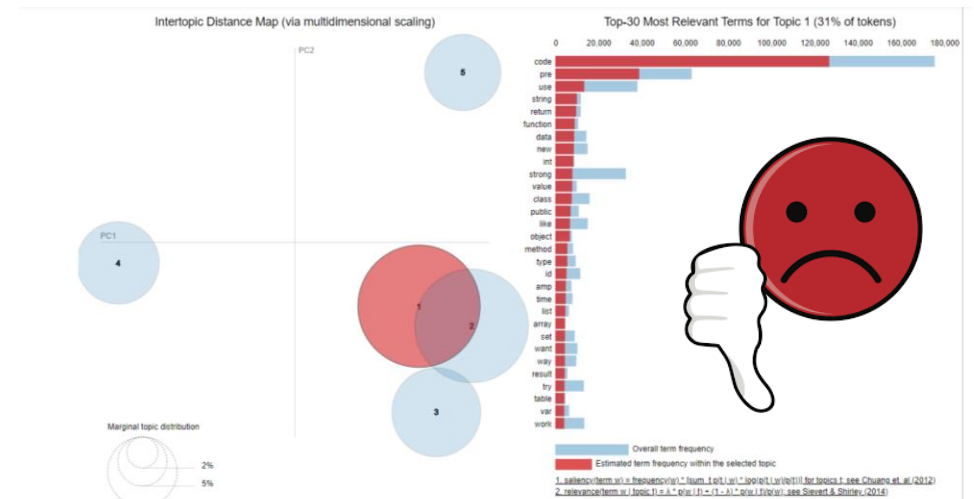 Intertopic Distance Map (via multidimensional scaling)
PC2
PC1
5
4
1
2
3
Marginal topic distribution
2%
5%
Top-30 Most Relevant Terms for Topic 1 (31% of tokens)
0 20,000 40,000 60,000 80,000 100,000 120,000 140,000 160,000 180,000
code
pre
use
string
return
function
data
new
int
strong
value
class
public
like
object
method
type
id
amp
time
list
array
set
want
way
result
try
table
var
work
Overall term frequency
Estimated term frequency within the selected topic
1. saliency(term w) = frequency(w) * [sum_t p(t | w) * log(p(t | w)/p(t))] for topics t; see Chuang et. al (2012)
2. relevance(term w | topic t) = λ * p(w | t) + (1 - λ) * p(w | t)/p(w); see Sievert & Shirley (2014)